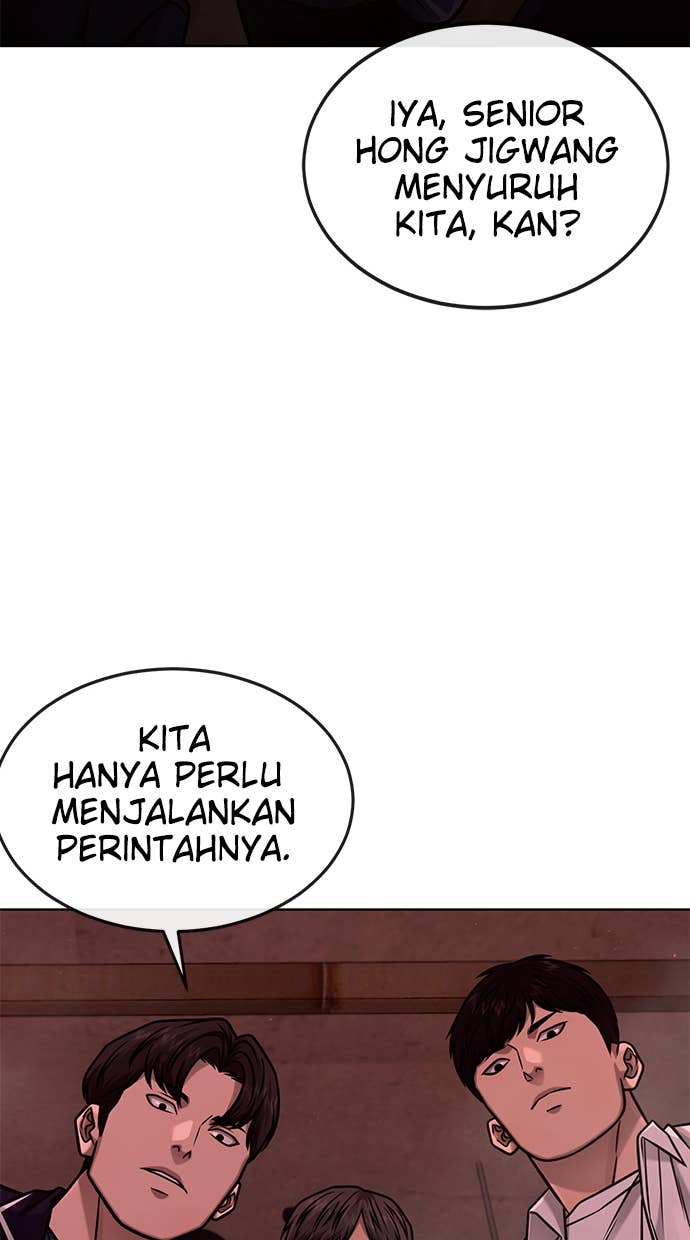 IYA, SENIOR
HONG JIGWANG
MENYURUH
KITA, KAN?
KITA
HANYA PERLU
MENJALANKAN
PERINTAHNYA.